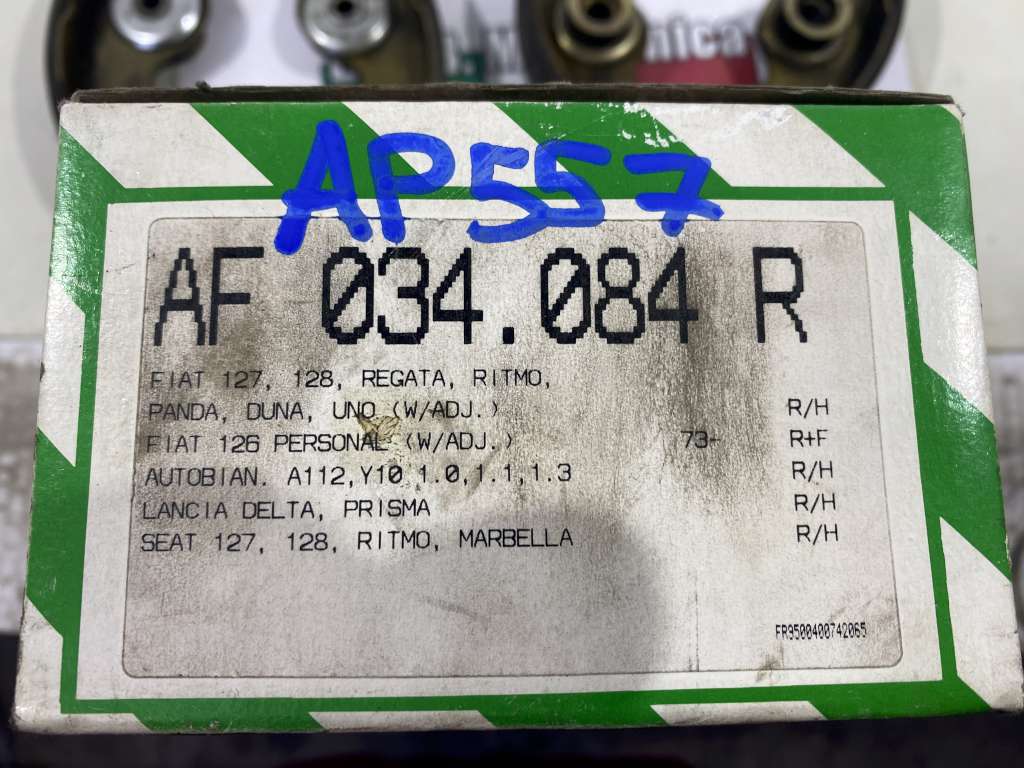 AP557
AF 034.084 R
FIAT 127, 128, REGATA, RITMO,
PANDA, DUNA, UNO (W/ADJ.) R/H
FIAT 126 PERSONAL (W/ADJ.) 73- R+F
AUTOBIAN. A112,Y10 1.0,1.1,1.3 R/H
LANCIA DELTA, PRISMA R/H
SEAT 127, 128, RITMO, MARBELLA R/H
FR9500400742065